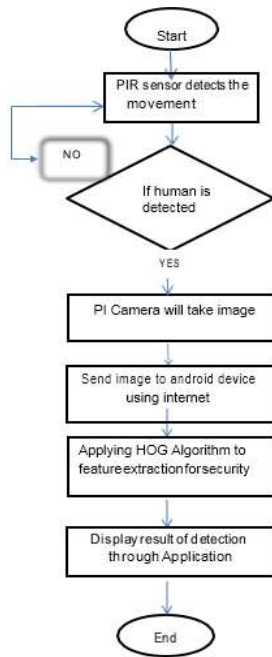 Start
PIR sensor detects the
movement
NO
If human is
detected
YES
PI Camera will take image
Send image to android device
using internet
Applying HOG Algorithm to
feature extraction for security
Display result of detection
through Application
End